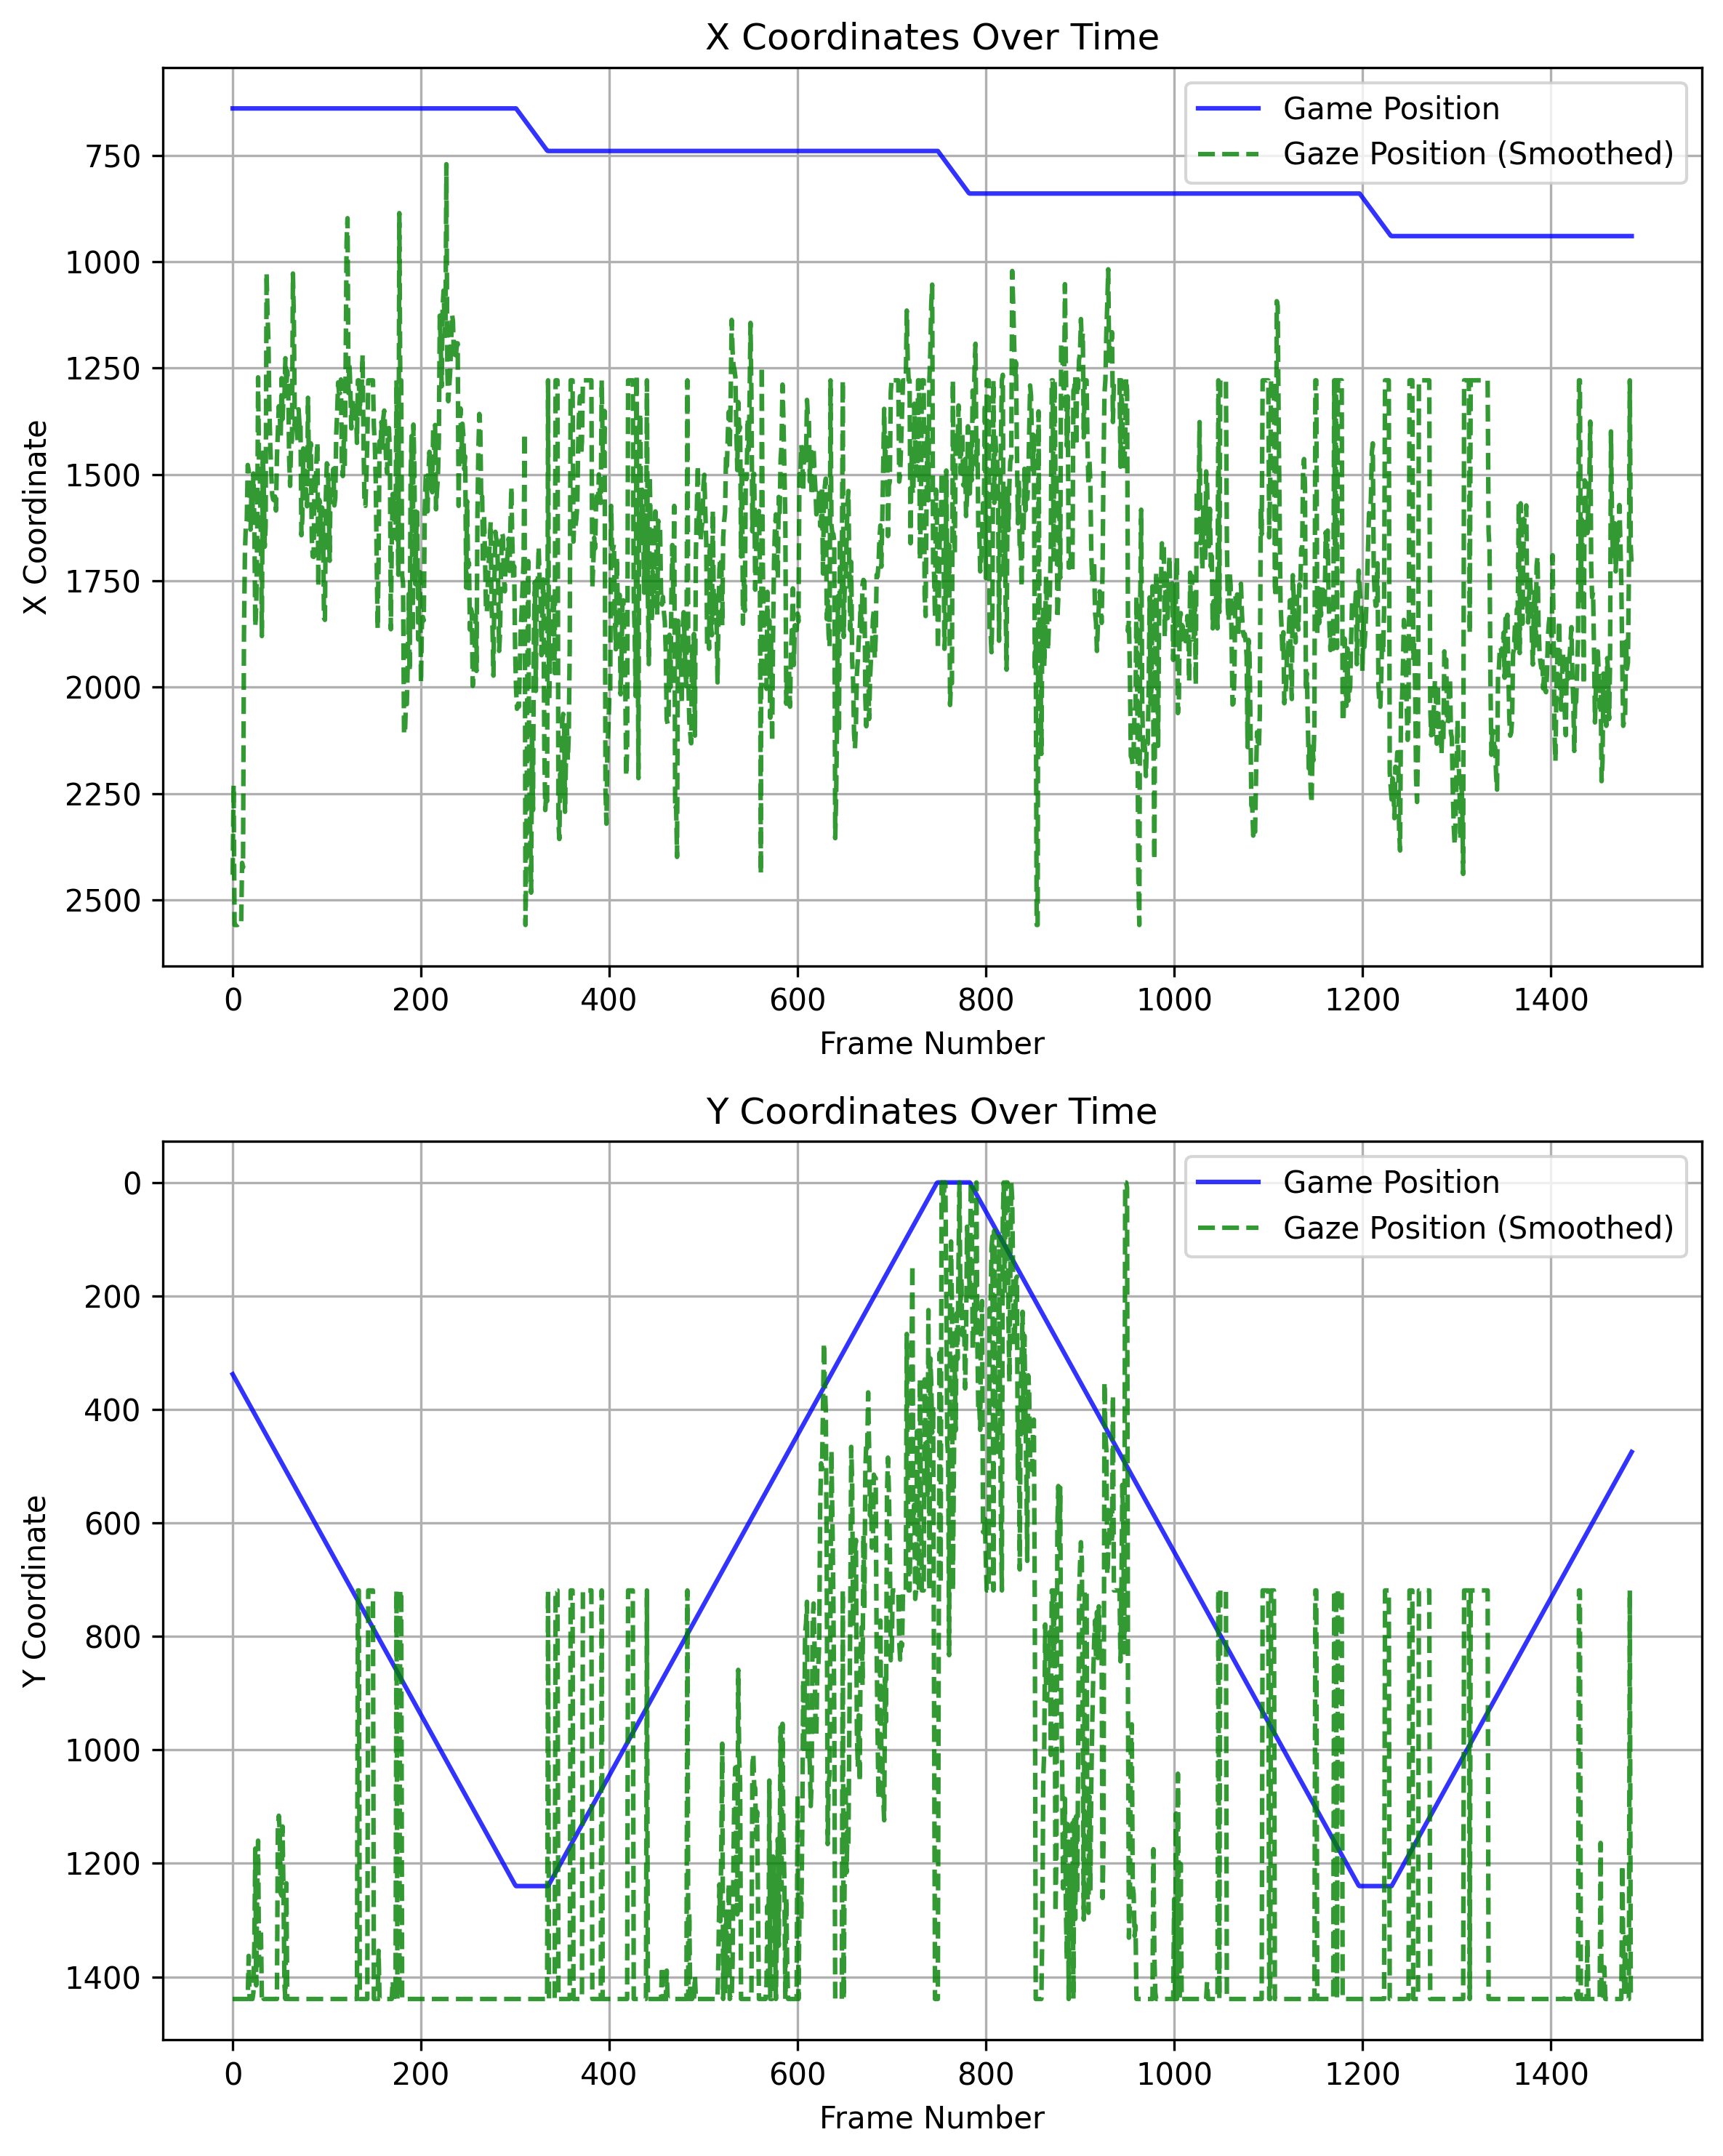 X Coordinates Over Time
Game Position
Gaze Position (Smoothed)
X Coordinate
750
1000
1250
1500
1750
2000
2250
2500
0 200 400 600 800 1000 1200 1400
Frame Number
Y Coordinates Over Time
Game Position
Gaze Position (Smoothed)
Y Coordinate
0
200
400
600
800
1000
1200
1400
0 200 400 600 800 1000 1200 1400
Frame Number